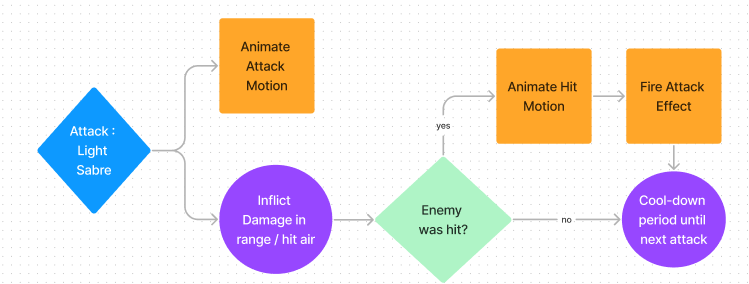 Animate
Attack
Motion
Attack :
Light
Sabre
Inflict
Damage in
range / hit air
Enemy
was hit?
yes
Animate Hit
Motion
Fire Attack
Effect
no
Cool-down
period until
next attack